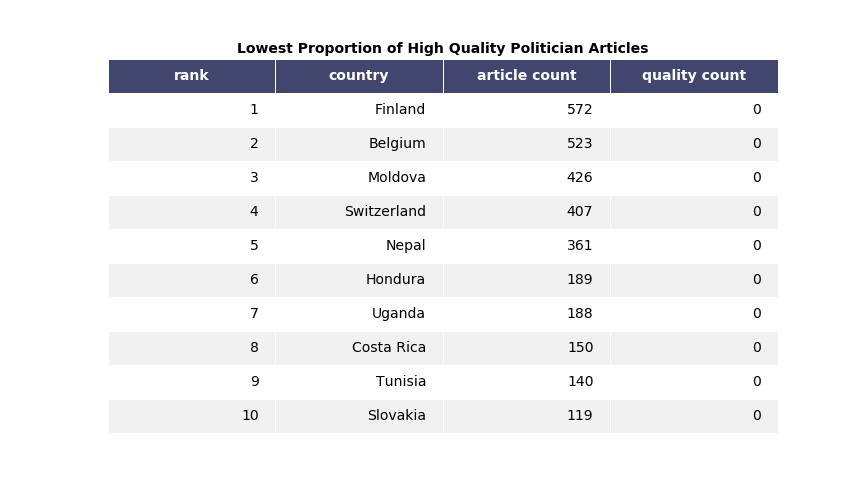 Lowest Proportion of High Quality Politician Articles
rank country article count quality count
1 Finland 572 0
2 Belgium 523 0
3 Moldova 426 0
4 Switzerland 407 0
5 Nepal 361 0
6 Hondura 189 0
7 Uganda 188 0
8 Costa Rica 150 0
9 Tunisia 140 0
10 Slovakia 119 0